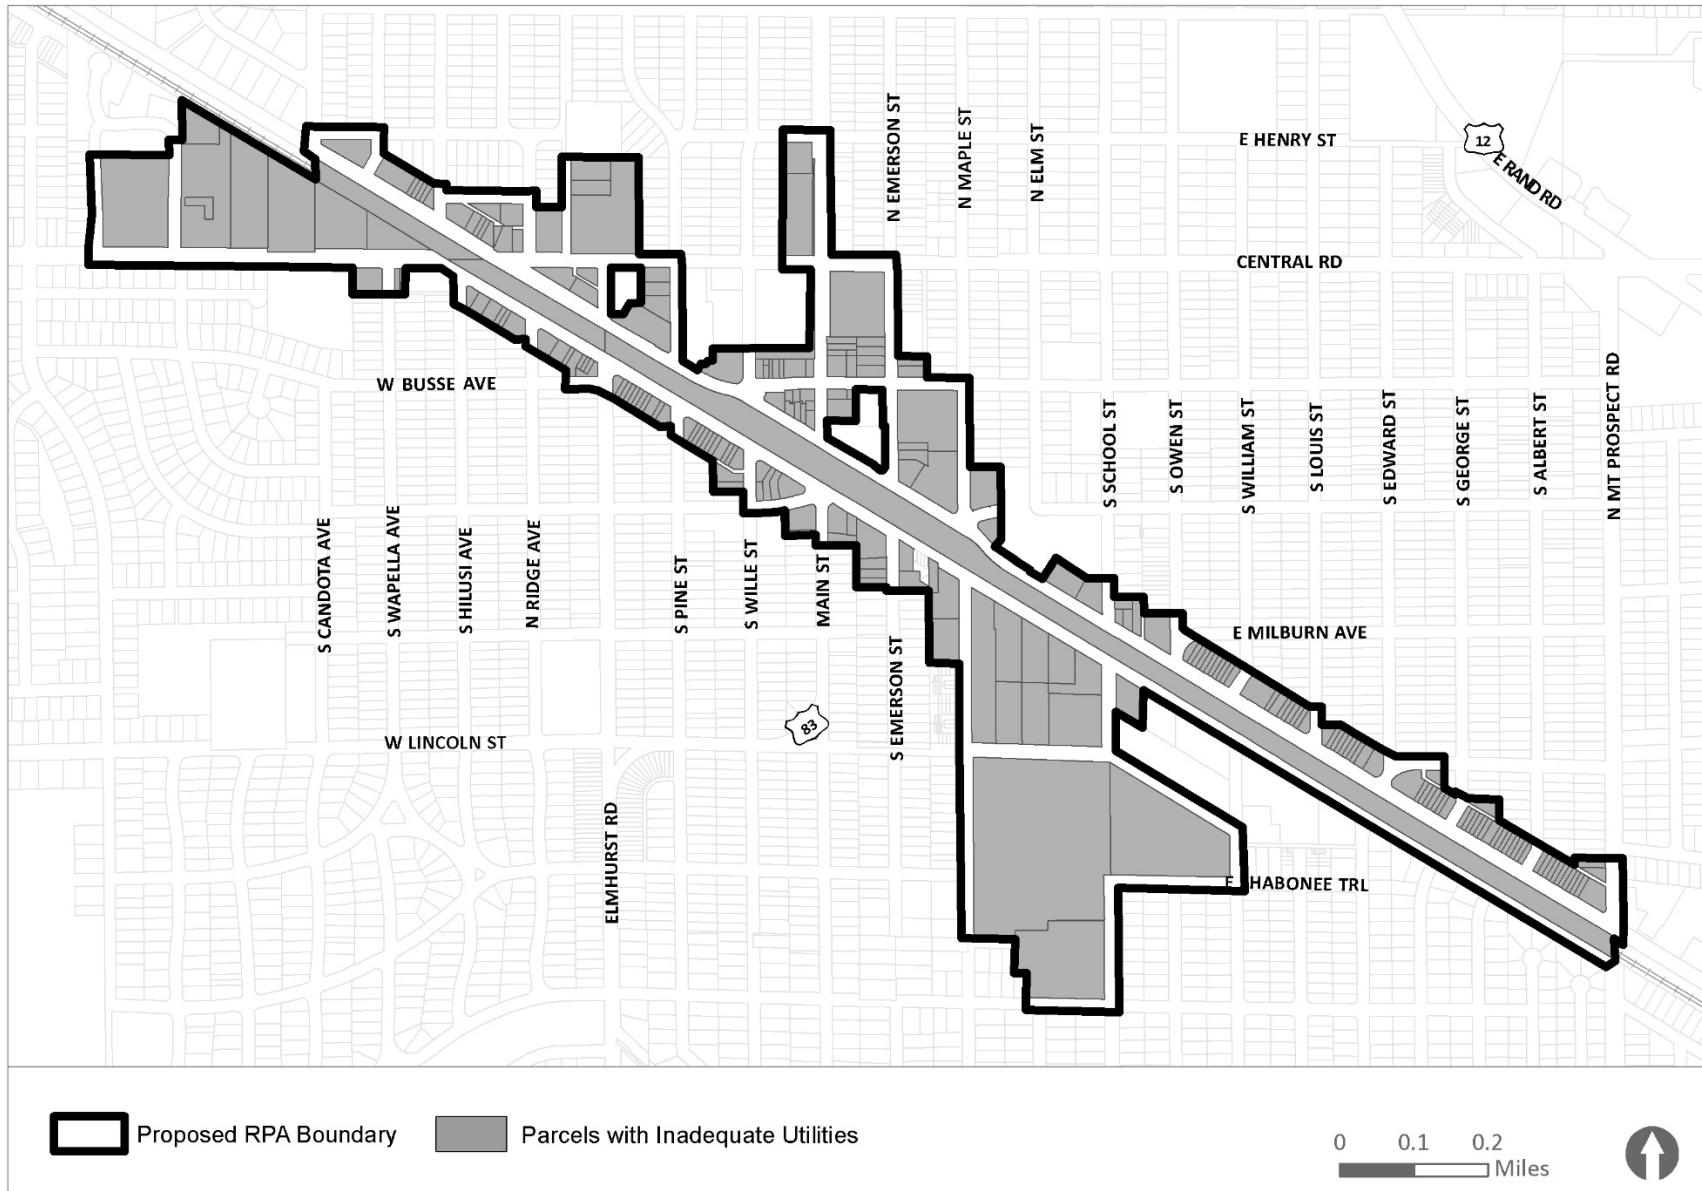 N EMERSON ST
N MAPLE ST
N ELM ST
E HENRY ST
12
E RAND RD
CENTRAL RD
W BUSSE AVE
S SCHOOL ST
S OWEN ST
S WILLIAM ST
S LOUIS ST
S EDWARD ST
S GEORGE ST
S ALBERT ST
N MT PROSPECT RD
S CANDOTA AVE
S WAPELLA AVE
S HILUSI AVE
N RIDGE AVE
S PINE ST
S WILLE ST
MAIN ST
S EMERSON ST
E MILBURN AVE
83
W LINCOLN ST
ELMHURST RD
E HABONEE TRL
Proposed RPA Boundary
Parcels with Inadequate Utilities
0 0.1 0.2
Miles